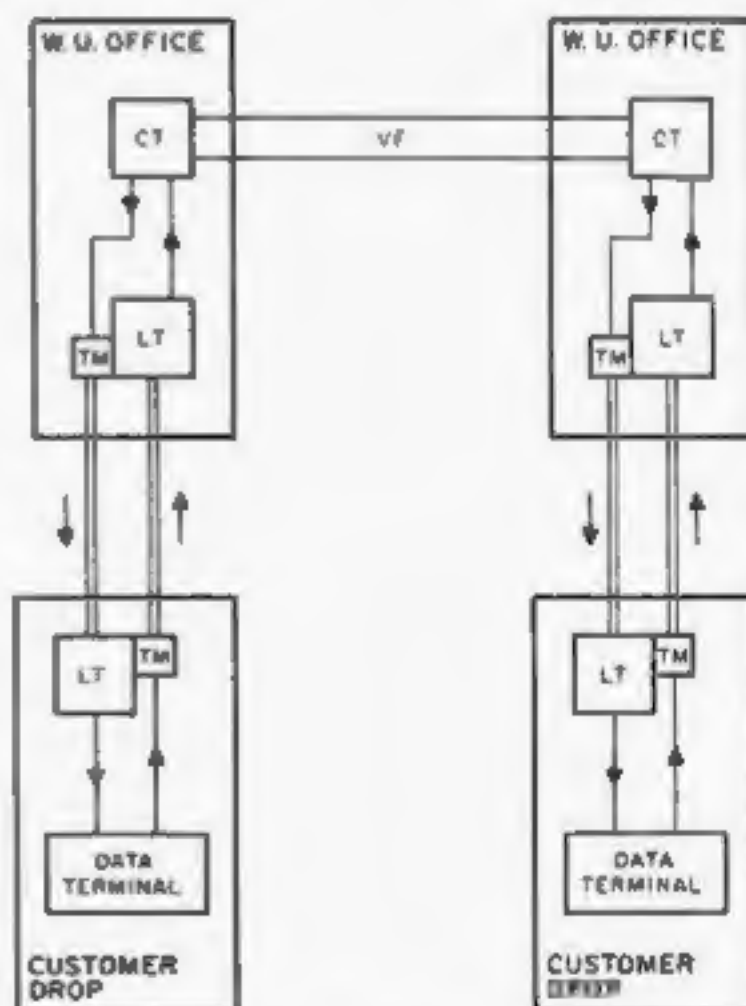 W. U. OFFICE
W. U. OFFICE
CT
VF
CT
TM
LT
TM
LT
LT
TM
LT
TM
DATA
TERMINAL
DATA
TERMINAL
CUSTOMER
DROP
CUSTOMER